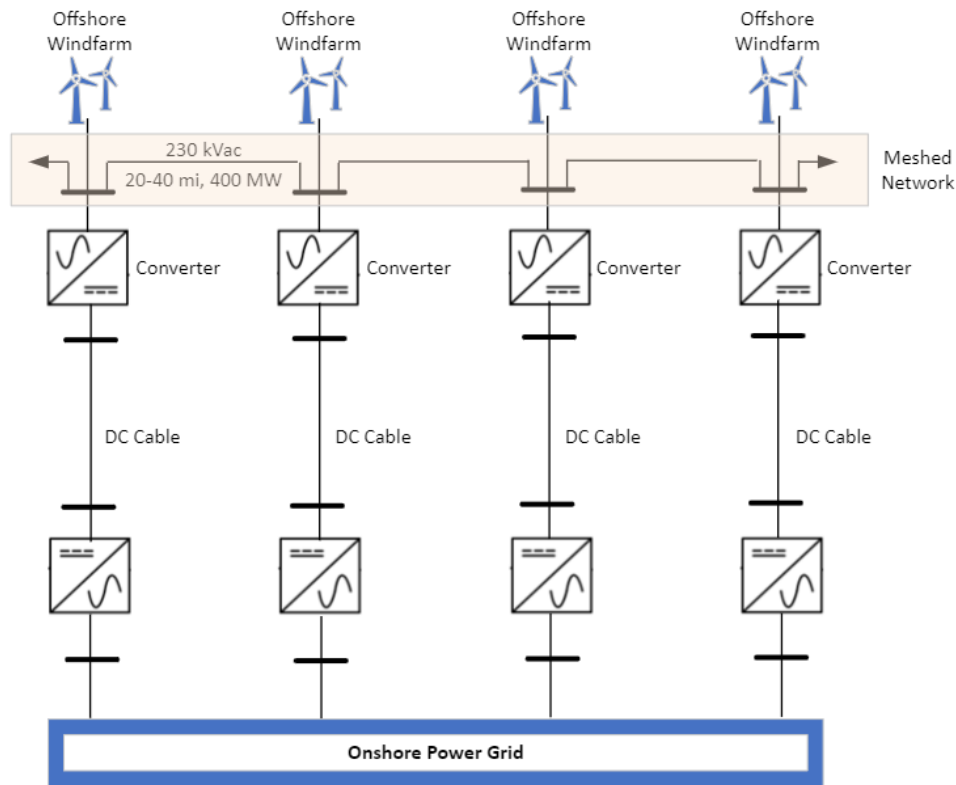 Offshore
Windfarm
Offshore
Windfarm
Offshore
Windfarm
Offshore
Windfarm
230 kVac
20-40 mi, 400 MW
Meshed
Network
Converter
Converter
Converter
Converter
DC Cable
DC Cable
DC Cable
DC Cable
Onshore Power Grid